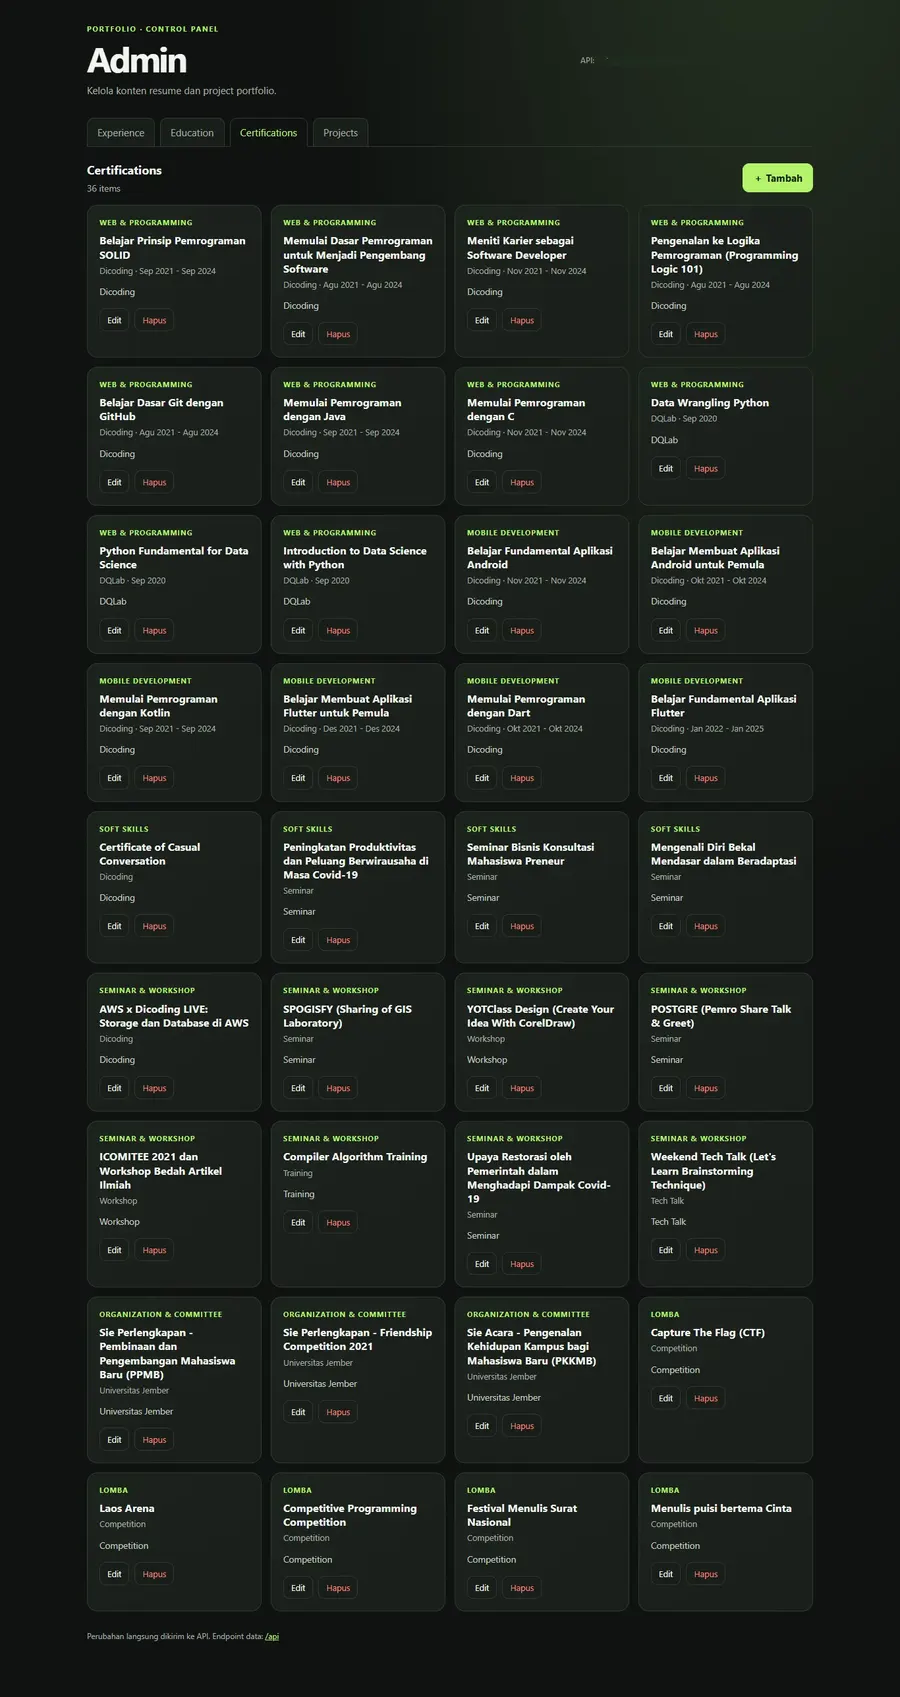 PORTFOLIO · CONTROL PANEL
Admin
API:
Kelola konten resume dan project portfolio.
Experience
Education
Certifications
Projects
Certifications
36 items
+ Tambah
WEB & PROGRAMMING
Belajar Prinsip Pemrograman
SOLID
Dicoding · Sep 2021 - Sep 2024
Dicoding
Edit
Hapus
WEB & PROGRAMMING
Memulai Dasar Pemrograman
untuk Menjadi Pengembang
Software
Dicoding · Agu 2021 - Agu 2024
Dicoding
Edit
Hapus
WEB & PROGRAMMING
Meniti Karier sebagai
Software Developer
Dicoding · Nov 2021 - Nov 2024
Dicoding
Edit
Hapus
WEB & PROGRAMMING
Pengenalan ke Logika
Pemrograman (Programming
Logic 101)
Dicoding · Agu 2021 - Agu 2024
Dicoding
Edit
Hapus
WEB & PROGRAMMING
Belajar Dasar Git dengan
GitHub
Dicoding · Agu 2021 - Agu 2024
Dicoding
Edit
Hapus
WEB & PROGRAMMING
Memulai Pemrograman
dengan Java
Dicoding · Sep 2021 - Sep 2024
Dicoding
Edit
Hapus
WEB & PROGRAMMING
Memulai Pemrograman
dengan C
Dicoding · Nov 2021 - Nov 2024
Dicoding
Edit
Hapus
WEB & PROGRAMMING
Data Wrangling Python
DQLab · Sep 2020
DQLab
Edit
Hapus
WEB & PROGRAMMING
Python Fundamental for Data
Science
DQLab · Sep 2020
DQLab
Edit
Hapus
WEB & PROGRAMMING
Introduction to Data Science
with Python
DQLab · Sep 2020
DQLab
Edit
Hapus
MOBILE DEVELOPMENT
Belajar Fundamental Aplikasi
Android
Dicoding · Nov 2021 - Nov 2024
Dicoding
Edit
Hapus
MOBILE DEVELOPMENT
Belajar Membuat Aplikasi
Android untuk Pemula
Dicoding · Okt 2021 - Okt 2024
Dicoding
Edit
Hapus
MOBILE DEVELOPMENT
Memulai Pemrograman
dengan Kotlin
Dicoding · Sep 2021 - Sep 2024
Dicoding
Edit
Hapus
MOBILE DEVELOPMENT
Belajar Membuat Aplikasi
Flutter untuk Pemula
Dicoding · Des 2021 - Des 2024
Dicoding
Edit
Hapus
MOBILE DEVELOPMENT
Memulai Pemrograman
dengan Dart
Dicoding · Okt 2021 - Okt 2024
Dicoding
Edit
Hapus
MOBILE DEVELOPMENT
Belajar Fundamental Aplikasi
Flutter
Dicoding · Jan 2022 - Jan 2025
Dicoding
Edit
Hapus
SOFT SKILLS
Certificate of Casual
Conversation
Dicoding
Dicoding
Edit
Hapus
SOFT SKILLS
Peningkatan Produktivitas
dan Peluang Berwirausaha di
Masa Covid-19
Seminar
Seminar
Edit
Hapus
SOFT SKILLS
Seminar Bisnis Konsultasi
Mahasiswa Preneur
Seminar
Seminar
Edit
Hapus
SOFT SKILLS
Mengenali Diri Bekal
Mendasar dalam Beradaptasi
Seminar
Seminar
Edit
Hapus
SEMINAR & WORKSHOP
AWS x Dicoding LIVE:
Storage dan Database di AWS
Dicoding
Dicoding
Edit
Hapus
SEMINAR & WORKSHOP
SPOGISFY (Sharing of GIS
Laboratory)
Seminar
Seminar
Edit
Hapus
SEMINAR & WORKSHOP
YOTClass Design (Create Your
Idea With CorelDraw)
Workshop
Workshop
Edit
Hapus
SEMINAR & WORKSHOP
POSTGRE (Pemro Share Talk
& Greet)
Seminar
Seminar
Edit
Hapus
SEMINAR & WORKSHOP
ICOMITEE 2021 dan
Workshop Bedah Artikel
Ilmiah
Workshop
Workshop
Edit
Hapus
SEMINAR & WORKSHOP
Compiler Algorithm Training
Training
Training
Edit
Hapus
SEMINAR & WORKSHOP
Upaya Restorasi oleh
Pemerintah dalam
Menghadapi Dampak Covid-
19
Seminar
Seminar
Edit
Hapus
SEMINAR & WORKSHOP
Weekend Tech Talk (Let's
Learn Brainstorming
Technique)
Tech Talk
Tech Talk
Edit
Hapus
ORGANIZATION & COMMITTEE
Sie Perlengkapan -
Pembinaan dan
Pengembangan Mahasiswa
Baru (PPMB)
Universitas Jember
Universitas Jember
Edit
Hapus
ORGANIZATION & COMMITTEE
Sie Perlengkapan - Friendship
Competition 2021
Universitas Jember
Universitas Jember
Edit
Hapus
ORGANIZATION & COMMITTEE
Sie Acara - Pengenalan
Kehidupan Kampus bagi
Mahasiswa Baru (PKKMB)
Universitas Jember
Universitas Jember
Edit
Hapus
LOMBA
Capture The Flag (CTF)
Competition
Competition
Edit
Hapus
LOMBA
Laos Arena
Competition
Competition
Edit
Hapus
LOMBA
Competitive Programming
Competition
Competition
Competition
Edit
Hapus
LOMBA
Festival Menulis Surat
Nasional
Competition
Competition
Edit
Hapus
LOMBA
Menulis puisi bertema Cinta
Competition
Competition
Edit
Hapus
Perubahan langsung dikirim ke API. Endpoint data: /api